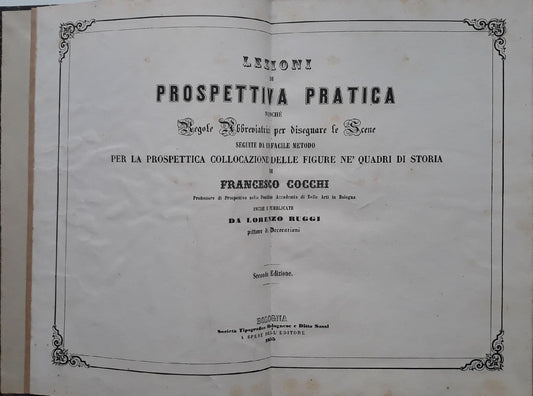 LEZIONI
DI
PROSPETTIVA PRATICA
NONCHÈ
Regole Abbreviatrici per disegnare le Scene
SEGUITE DA UN FACILE METODO
PER LA PROSPETTICA COLLOCAZIONE DELLE FIGURE NE' QUADRI DI STORIA
DI
FRANCESCO COCCHI
Professore di Prospettiva nella Pontificia Accademia di Belle Arti in Bologna
PUBBLICATE
DA LORENZO RUGGI
pittore di Decorazioni
Seconda Edizione.
BOLOGNA
Società Tipografica Bolognese e Ditta Sassi
A SPESE DELL'EDITORE